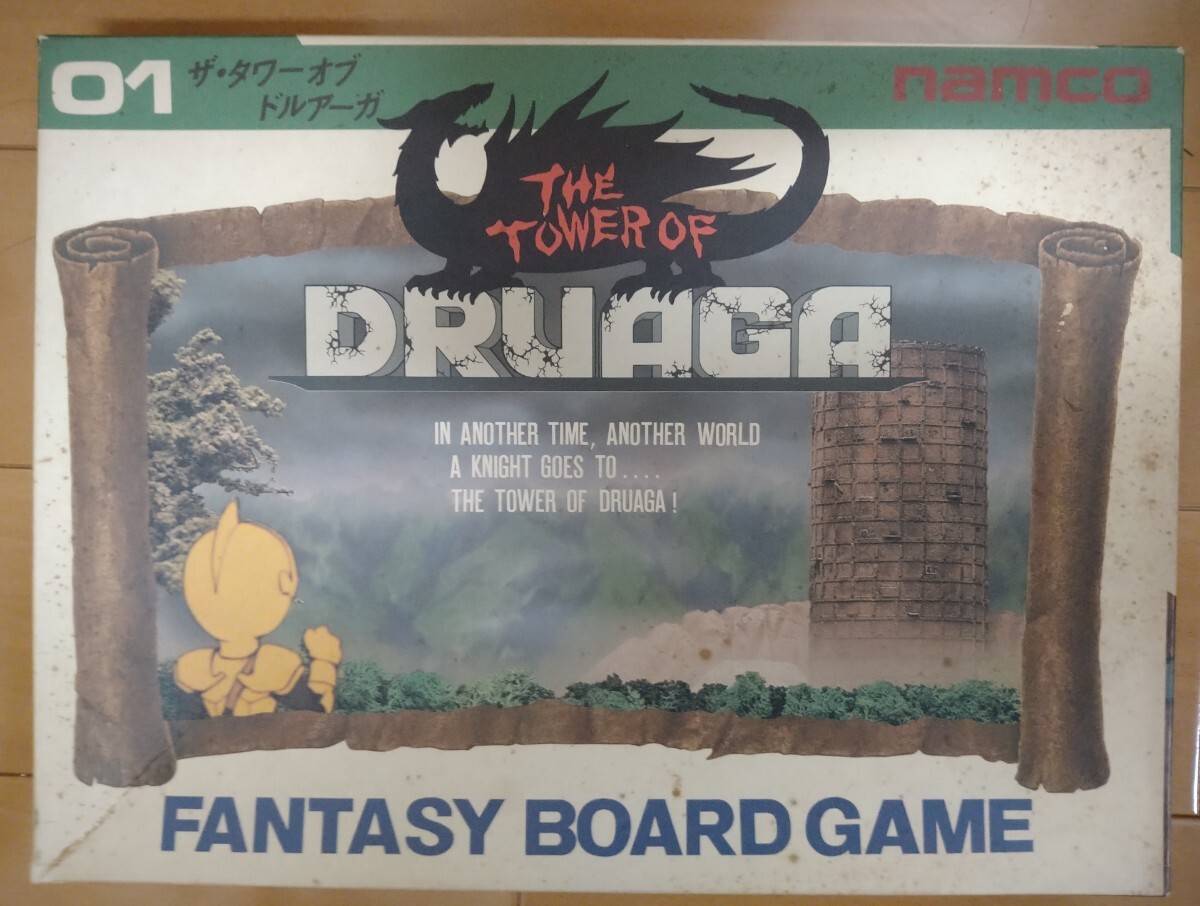 01
ザ・タワーオブ
ドルアーガ
namco
THE
TOWER OF
DRUAGA
IN ANOTHER TIME, ANOTHER WORLD
A KNIGHT GOES TO....
THE TOWER OF DRUAGA!
FANTASY BOARD GAME